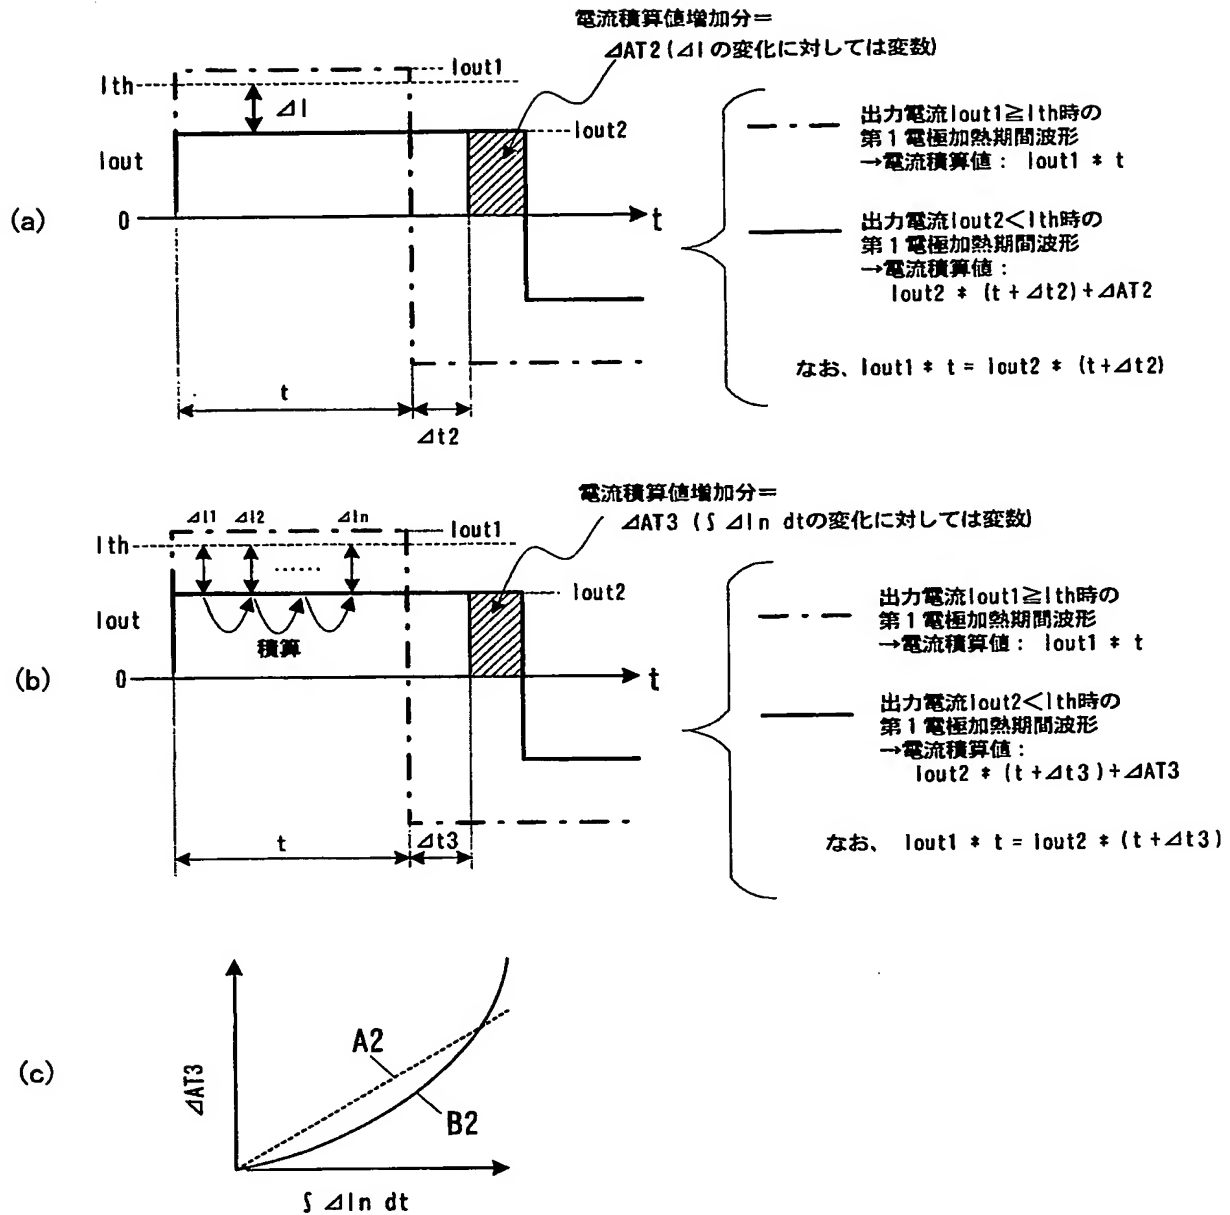 電流積算値増加分＝
⊿AT2(⊿Iの変化に対しては変数)
Ith
Iout1
⊿I
Iout2
Iout
(a)
0
t
t
⊿t2
出力電流Iout1≧Ith時の
第1電極加熱期間波形
→電流積算値： Iout1 * t
出力電流Iout2＜Ith時の
第1電極加熱期間波形
→電流積算値：
Iout2 * (t+⊿t2)+⊿AT2
なお、Iout1 * t = Iout2 * (t+⊿t2)
電流積算値増加分＝
⊿AT3 (∫⊿In dtの変化に対しては変数)
⊿I1 ⊿I2 ⊿In
Iout1
Ith
……
Iout2
Iout
積算
(b)
0
t
t
⊿t3
出力電流Iout1≧Ith時の
第1電極加熱期間波形
→電流積算値： Iout1 * t
出力電流Iout2＜Ith時の
第1電極加熱期間波形
→電流積算値：
Iout2 * (t+⊿t3)+⊿AT3
なお、 Iout1 * t = Iout2 * (t+⊿t3)
(c)
⊿AT3
A2
B2
∫⊿In dt